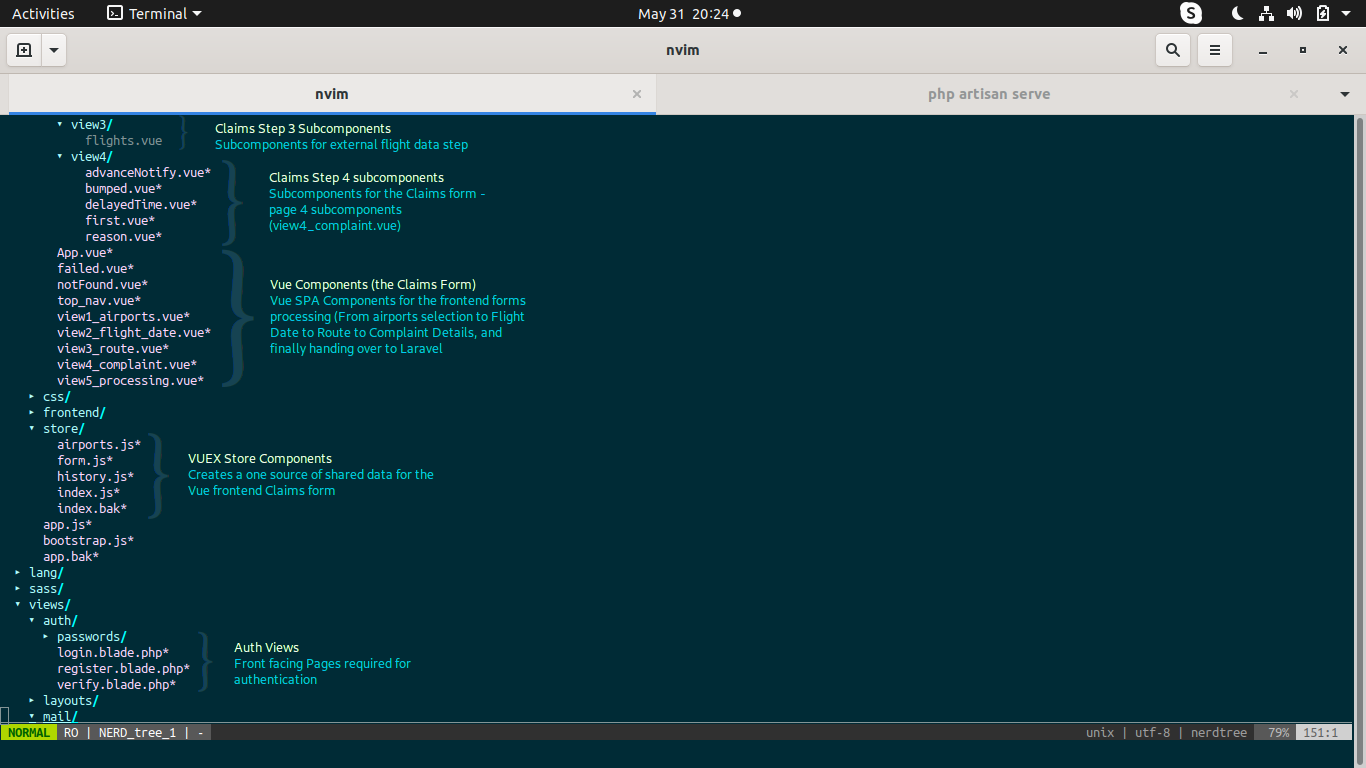 Activities Terminal May 31 20:24
nvim
nvim php artisan serve
view3/
flights.vue
Claims Step 3 Subcomponents
Subcomponents for external flight data step
view4/
advanceNotify.vue*
bumped.vue*
delayedTime.vue*
first.vue*
reason.vue*
Claims Step 4 subcomponents
Subcomponents for the Claims form -
page 4 subcomponents
(view4_complaint.vue)
App.vue*
failed.vue*
notFound.vue*
top_nav.vue*
view1_airports.vue*
view2_flight_date.vue*
view3_route.vue*
view4_complaint.vue*
view5_processing.vue*
Vue Components (the Claims Form)
Vue SPA Components for the frontend forms
processing (From airports selection to Flight
Date to Route to Complaint Details, and
finally handing over to Laravel
css/
frontend/
store/
airports.js*
form.js*
history.js*
index.js*
index.bak*
VUEX Store Components
Creates a one source of shared data for the
Vue frontend Claims form
app.js*
bootstrap.js*
app.bak*
lang/
sass/
views/
auth/
passwords/
login.blade.php*
register.blade.php*
verify.blade.php*
Auth Views
Front facing Pages required for
authentication
layouts/
mail/
NORMAL RO | NERD_tree_1 | - unix | utf-8 | nerdtree 79% 151:1